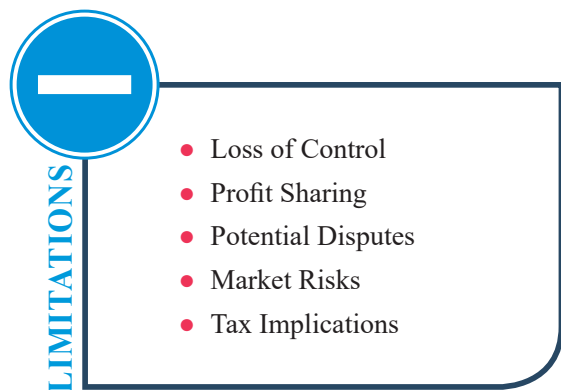 LIMITATIONS
Loss of Control
Profit Sharing
Potential Disputes
Market Risks
Tax Implications